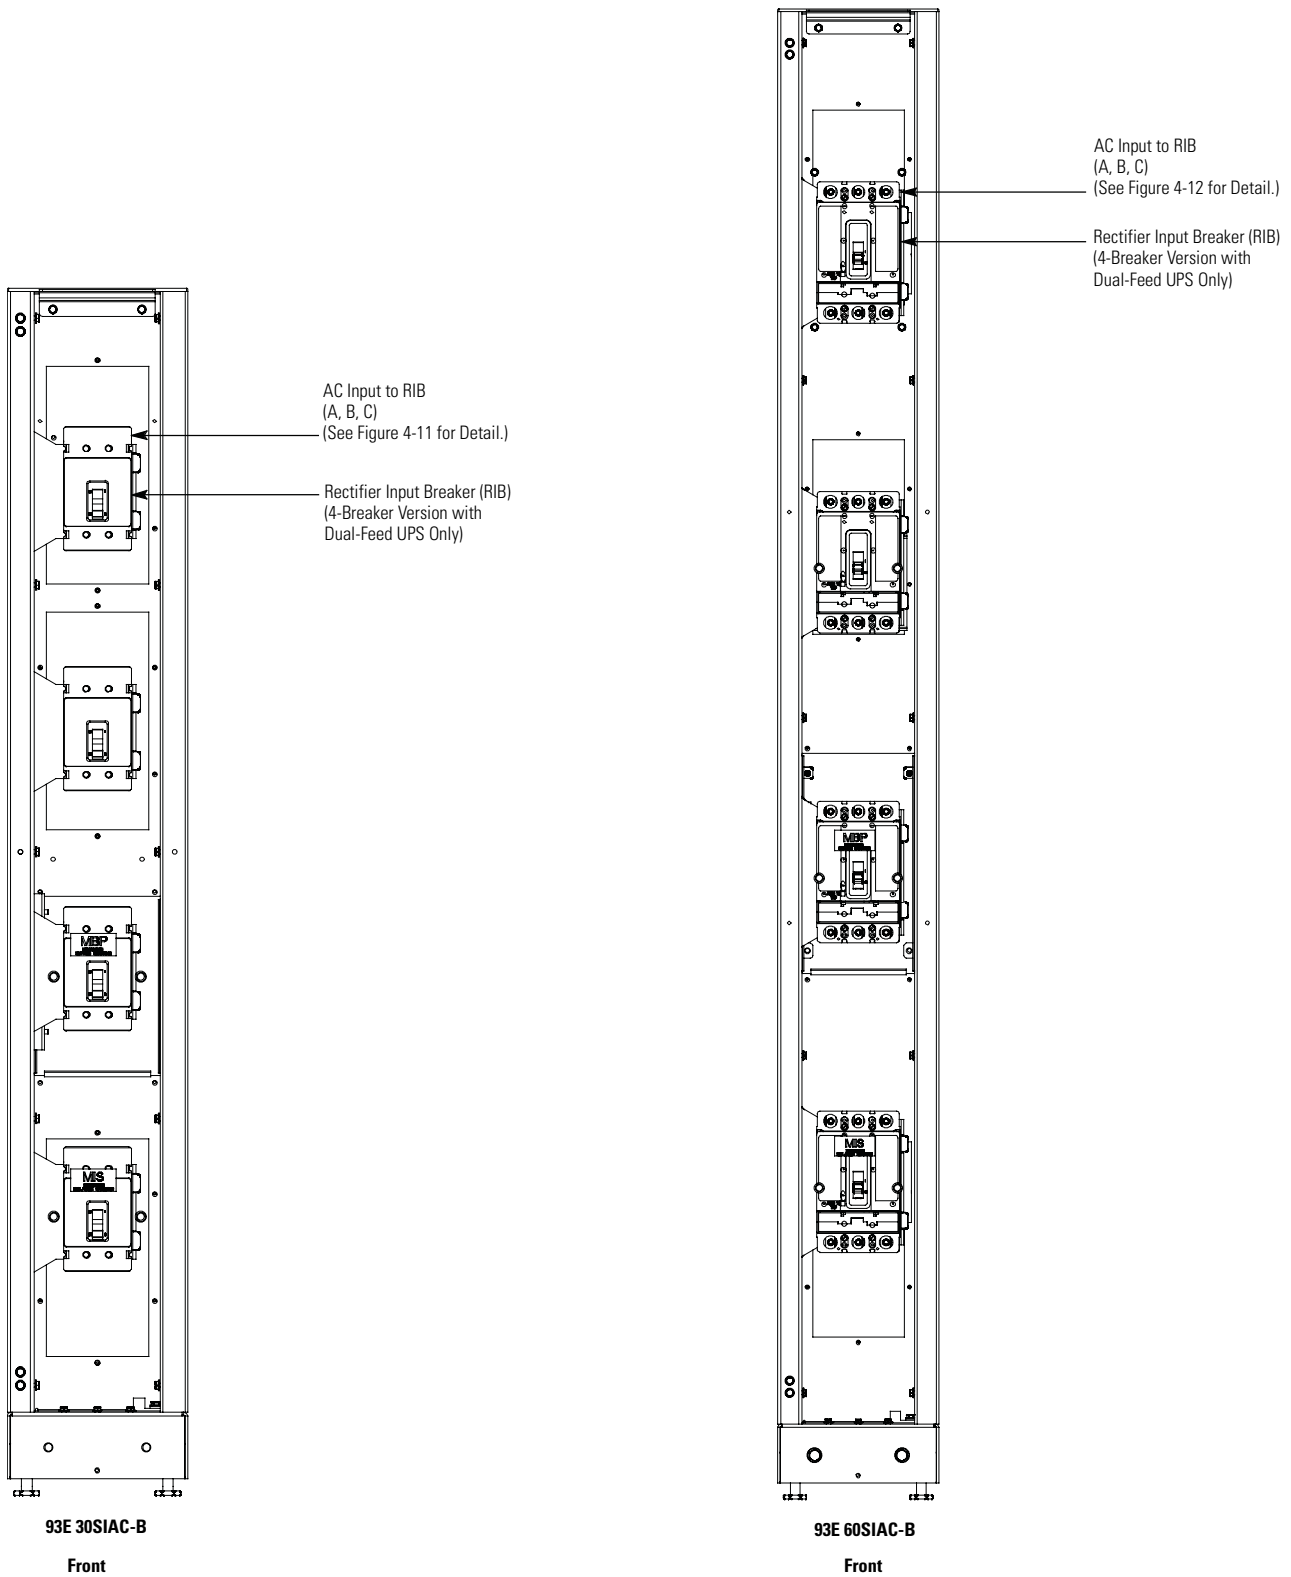 AC Input to RIB
(A, B, C)
(See Figure 4-12 for Detail.)
Rectifier Input Breaker (RIB)
(4-Breaker Version with
Dual-Feed UPS Only)
AC Input to RIB
(A, B, C)
(See Figure 4-11 for Detail.)
Rectifier Input Breaker (RIB)
(4-Breaker Version with
Dual-Feed UPS Only)
MBP
MBP
MIS
MIS
93E 30SIAC-B
Front
93E 60SIAC-B
Front